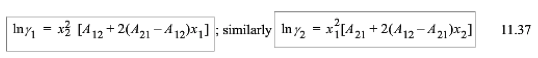 ln γ₁ = x₂² [A₁₂ + 2(A₂₁ − A₁₂)x₁] ; similarly ln γ₂ = x₁²[A₂₁ + 2(A₁₂ − A₂₁)x₂] 11.37